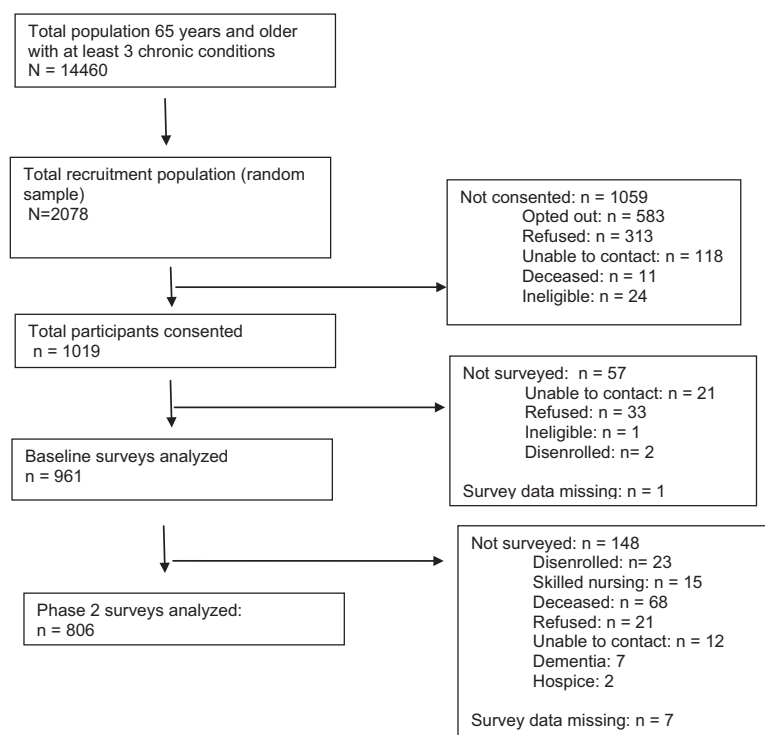 Total population 65 years and older
with at least 3 chronic conditions
N = 14460
Total recruitment population (random
sample)
N=2078
Not consented: n = 1059
Opted out: n = 583
Refused: n = 313
Unable to contact: n = 118
Deceased: n = 11
Ineligible: n = 24
Total participants consented
n = 1019
Not surveyed: n = 57
Unable to contact: n = 21
Refused: n = 33
Ineligible: n = 1
Disenrolled: n= 2
Survey data missing: n = 1
Baseline surveys analyzed
n = 961
Not surveyed: n = 148
Disenrolled: n= 23
Skilled nursing: n = 15
Deceased: n = 68
Refused: n = 21
Unable to contact: n = 12
Dementia: 7
Hospice: 2
Survey data missing: n = 7
Phase 2 surveys analyzed:
n = 806